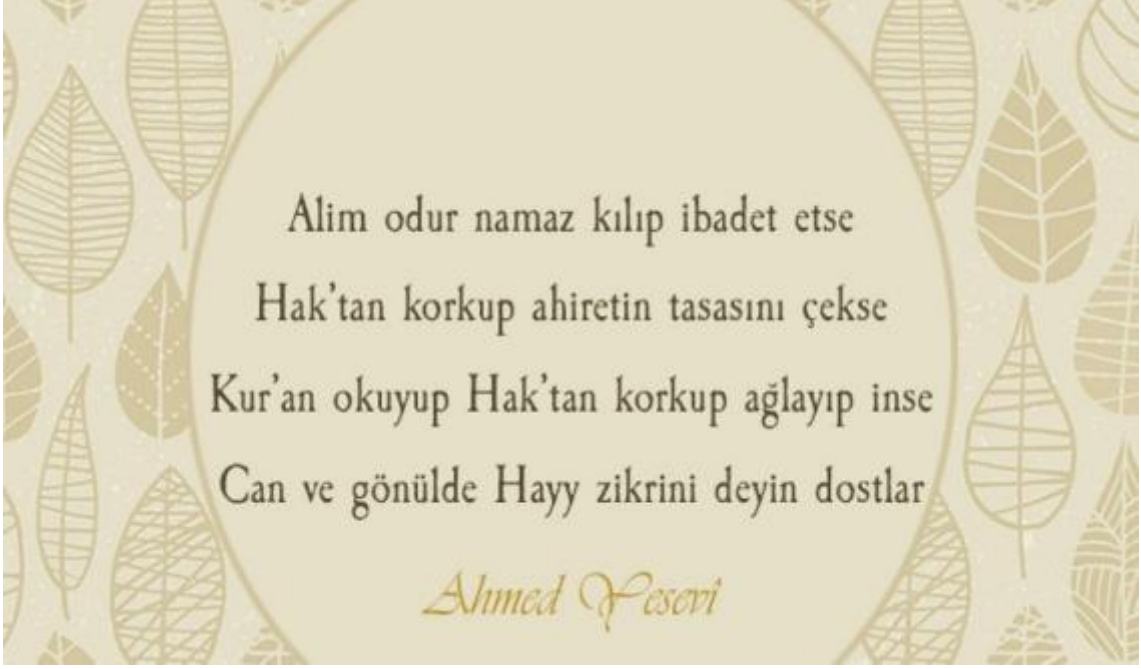 Alim odur namaz kılıp ibadet etse
Hak'tan korkup ahiretin tasasını çekse
Kur'an okuyup Hak'tan korkup ağlayıp inse
Can ve gönülde Hayy zikrini deyin dostlar
Ahmed Yesevî